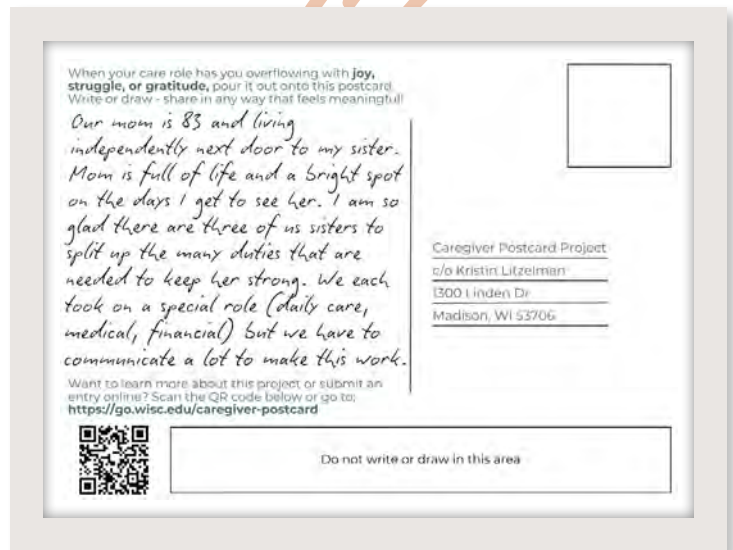 When your care role has you overflowing with joy,
struggle, or gratitude, pour it out onto this postcard.
Write or draw - share in any way that feels meaningful!
Our mom is 83 and living
independently next door to my sister.
Mom is full of life and a bright spot
on the days I get to see her. I am so
glad there are three of us sisters to
split up the many duties that are
needed to keep her strong. We each
took on a special role (daily care,
medical, financial) but we have to
communicate a lot to make this work.
Want to learn more about this project or submit an
entry online? Scan the QR code below or go to:
https://go.wisc.edu/caregiver-postcard
Caregiver Postcard Project
c/o Kristin Litzelman
1300 Linden Dr
Madison, WI 53706
Do not write or draw in this area